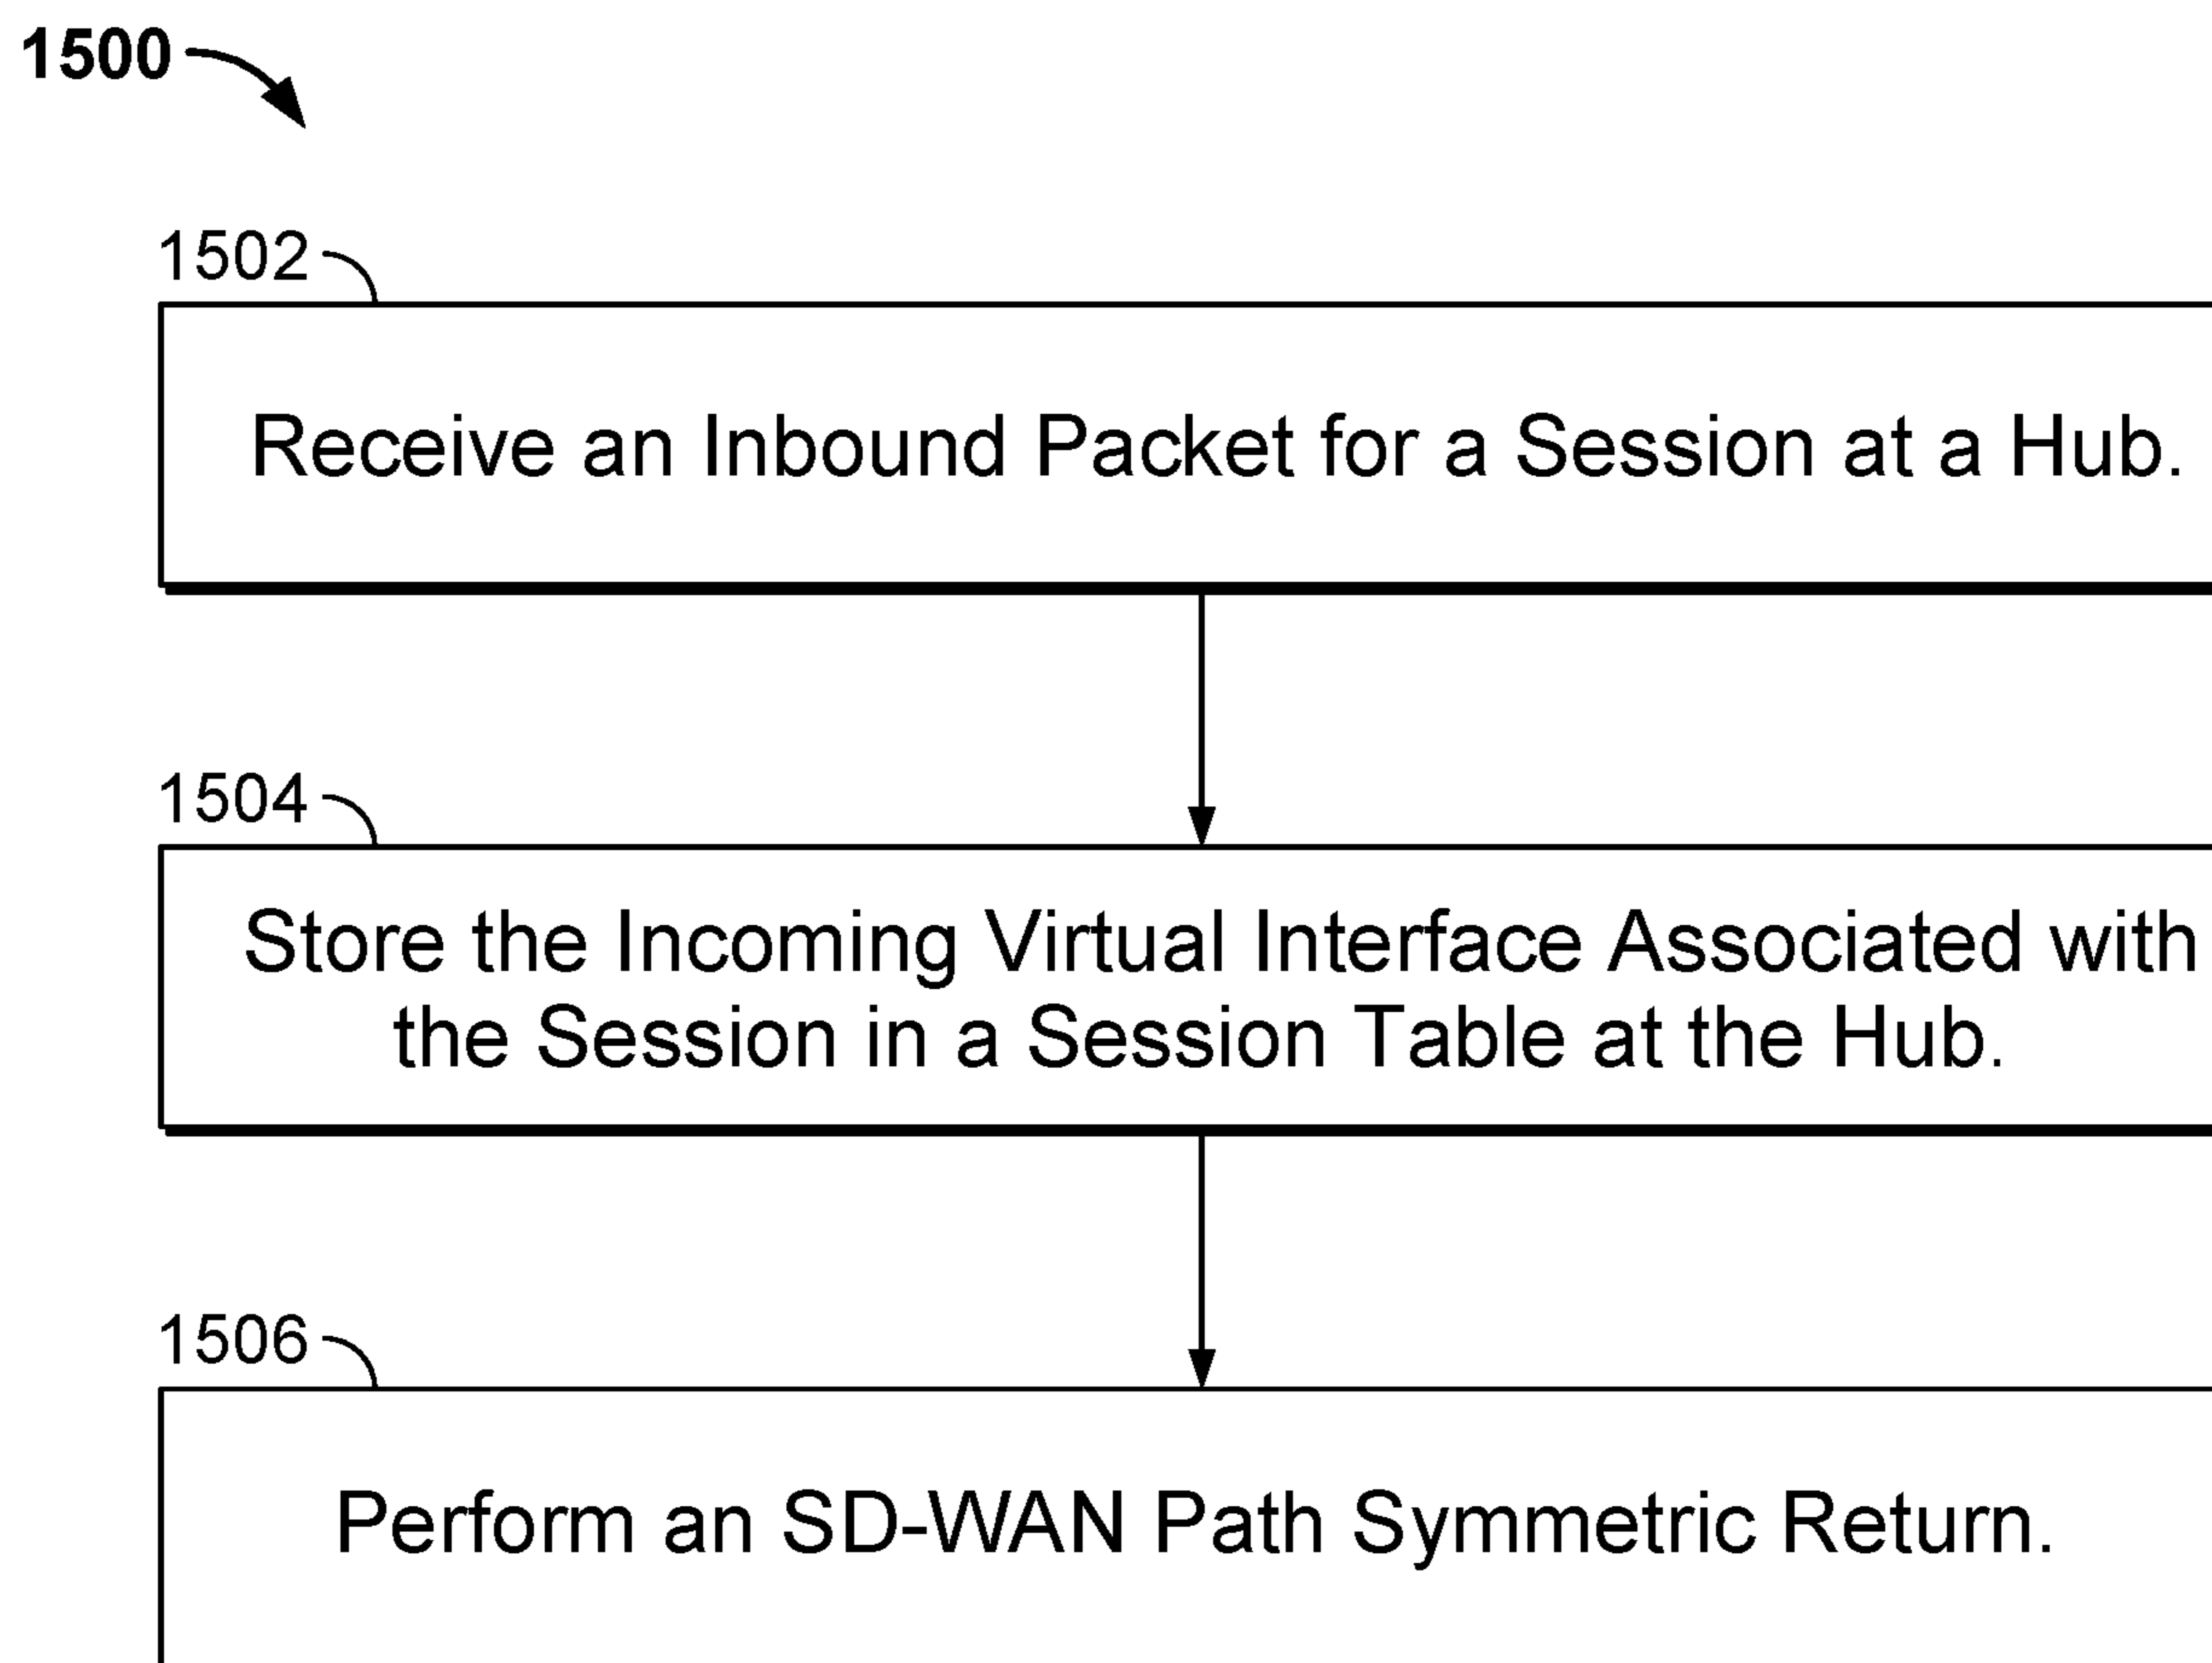 1500
1502
Receive an Inbound Packet for a Session at a Hub.
1504
Store the Incoming Virtual Interface Associated with
the Session in a Session Table at the Hub.
1506
Perform an SD-WAN Path Symmetric Return.